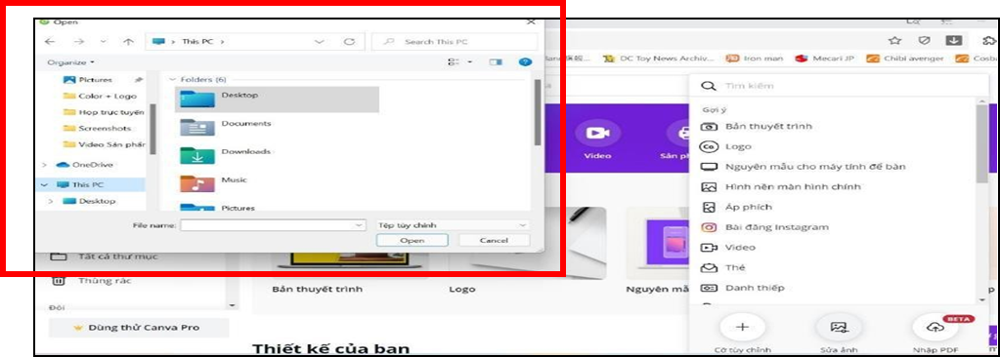 Open
This PC
Search This PC
Organize
Pictures
Color + Logo
Họp trực tuyến
Screenshots
Video Sản phẩ
OneDrive
This PC
Desktop
Folders (6)
Desktop
Documents
Downloads
Music
Pictures
File name:
Tệp tùy chỉnh
Open
Cancel
DC Toy News Archiv...
Iron man
Mecari JP
Chibi avenger
Cosba
Video
Sản ph
Tìm kiếm
Gợi ý
Bản thuyết trình
Co Logo
Nguyên mẫu cho máy tính để bàn
Hình nền màn hình chính
Áp phích
Bài đăng Instagram
Video
Thẻ
Danh thiếp
BETA
Cỡ tùy chỉnh
Sửa ảnh
Nhập PDF
Tất cả thư mục
Thùng rác
Đội
Dùng thử Canva Pro
Bản thuyết trình
Logo
Nguyên mẫ
Thiết kế của bạn